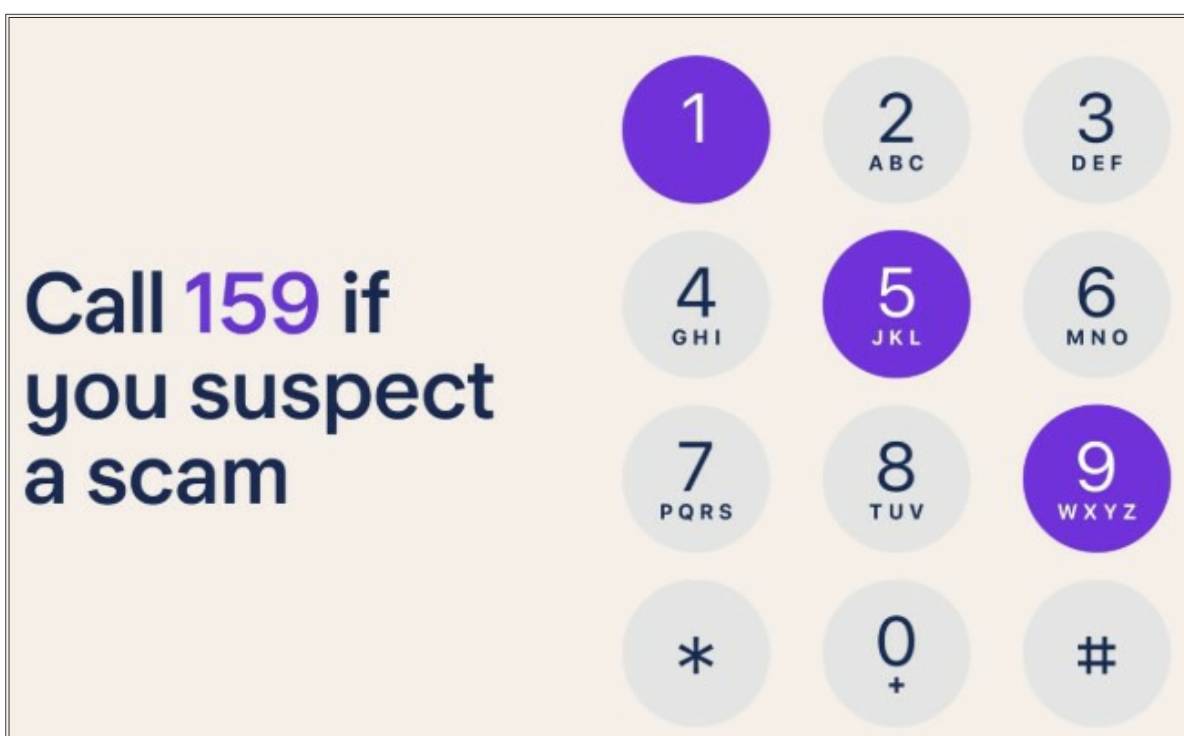 Call 159 if
you suspect
a scam
1 2 3
ABC DEF
4 5 6
GHI JKL MNO
7 8 9
PQRS TUV WXYZ
* 0 #
+